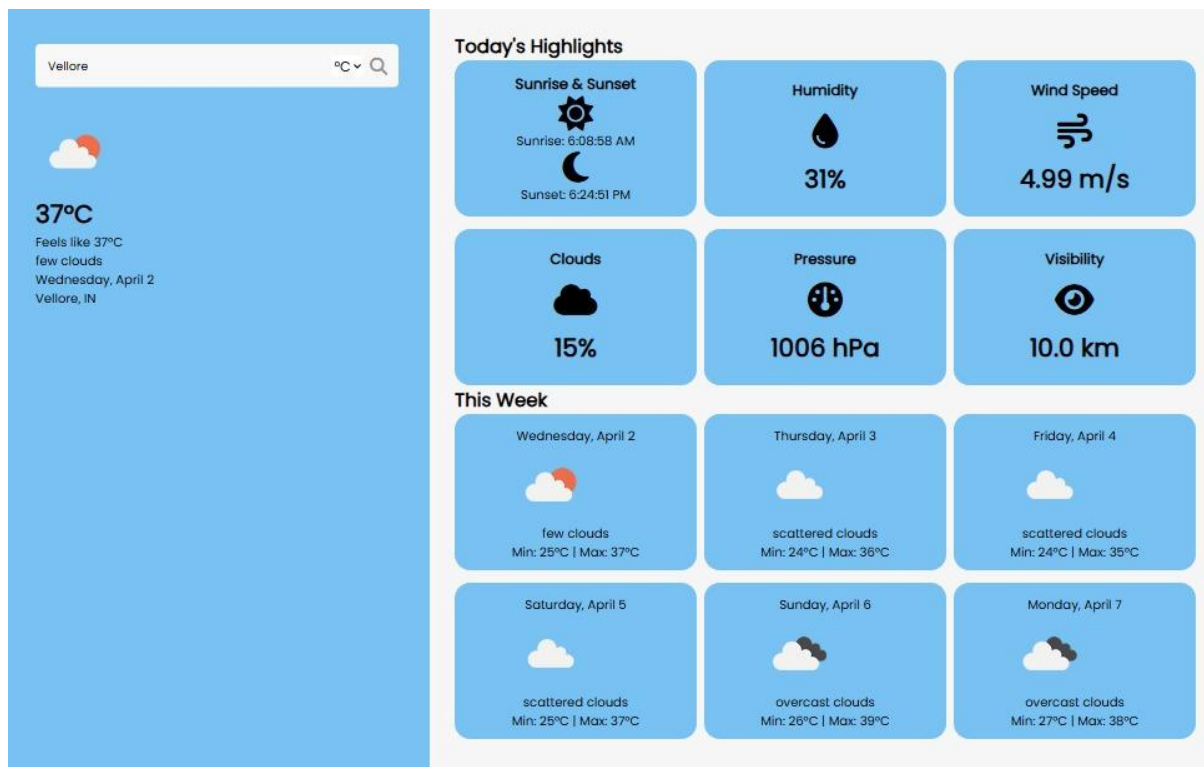 Vellore
°C
37°C
Feels like 37°C
few clouds
Wednesday, April 2
Vellore, IN
Today's Highlights
Sunrise & Sunset
Sunrise: 6:08:58 AM
Sunset: 6:24:51 PM
Humidity
31%
Wind Speed
4.99 m/s
Clouds
15%
Pressure
1006 hPa
Visibility
10.0 km
This Week
Wednesday, April 2
few clouds
Min: 25°C | Max: 37°C
Thursday, April 3
scattered clouds
Min: 24°C | Max: 36°C
Friday, April 4
scattered clouds
Min: 24°C | Max: 35°C
Saturday, April 5
scattered clouds
Min: 25°C | Max: 37°C
Sunday, April 6
overcast clouds
Min: 26°C | Max: 39°C
Monday, April 7
overcast clouds
Min: 27°C | Max: 38°C